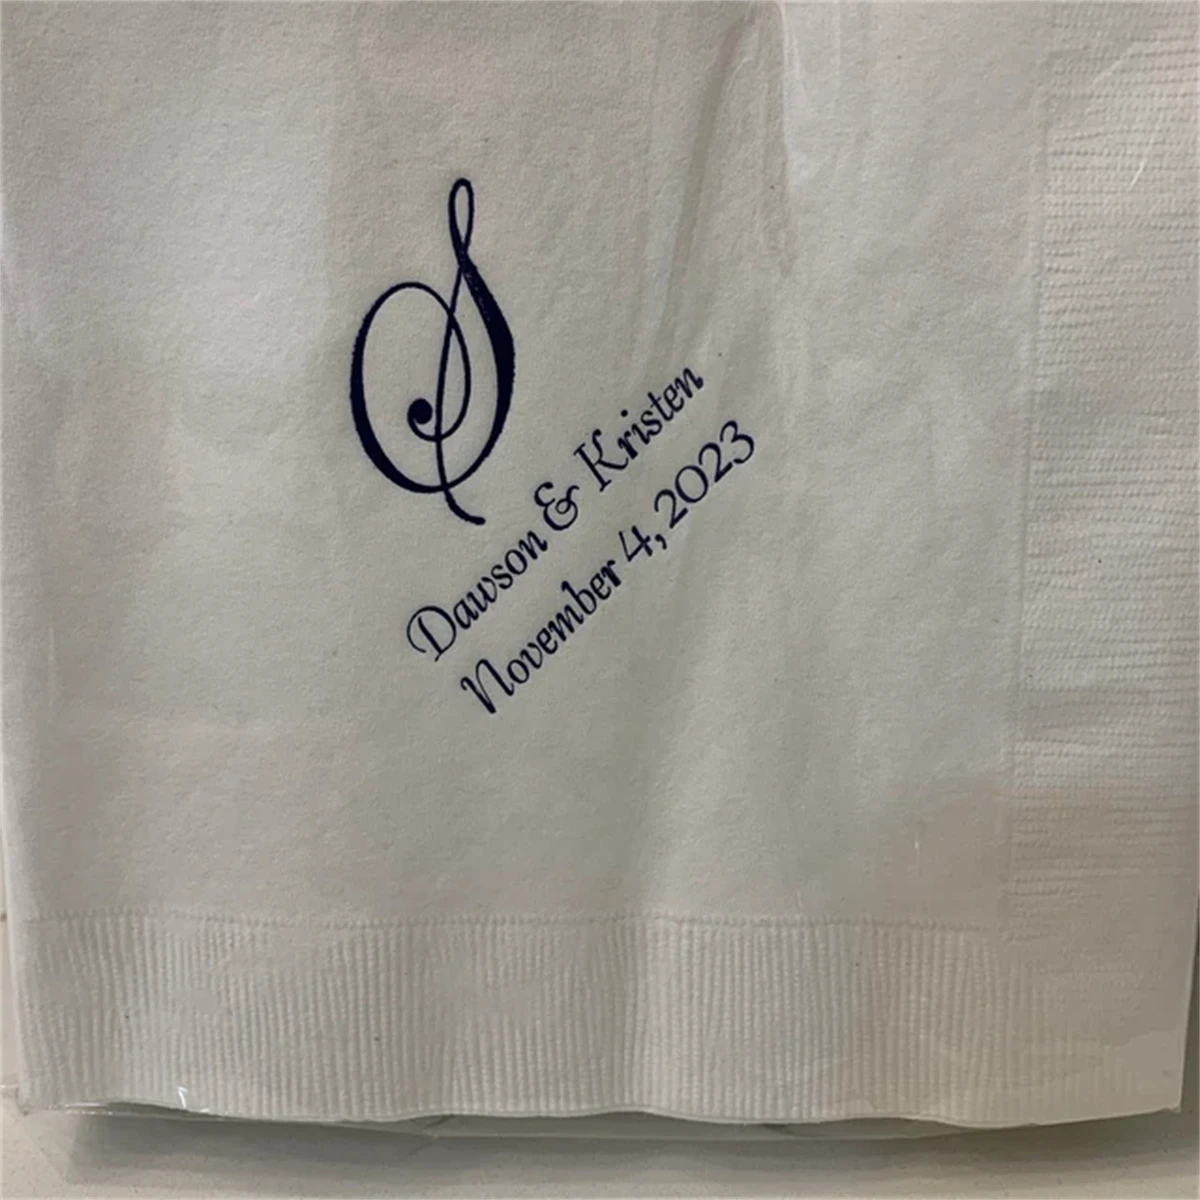 S
Dawson & Kristen
November 4, 2023